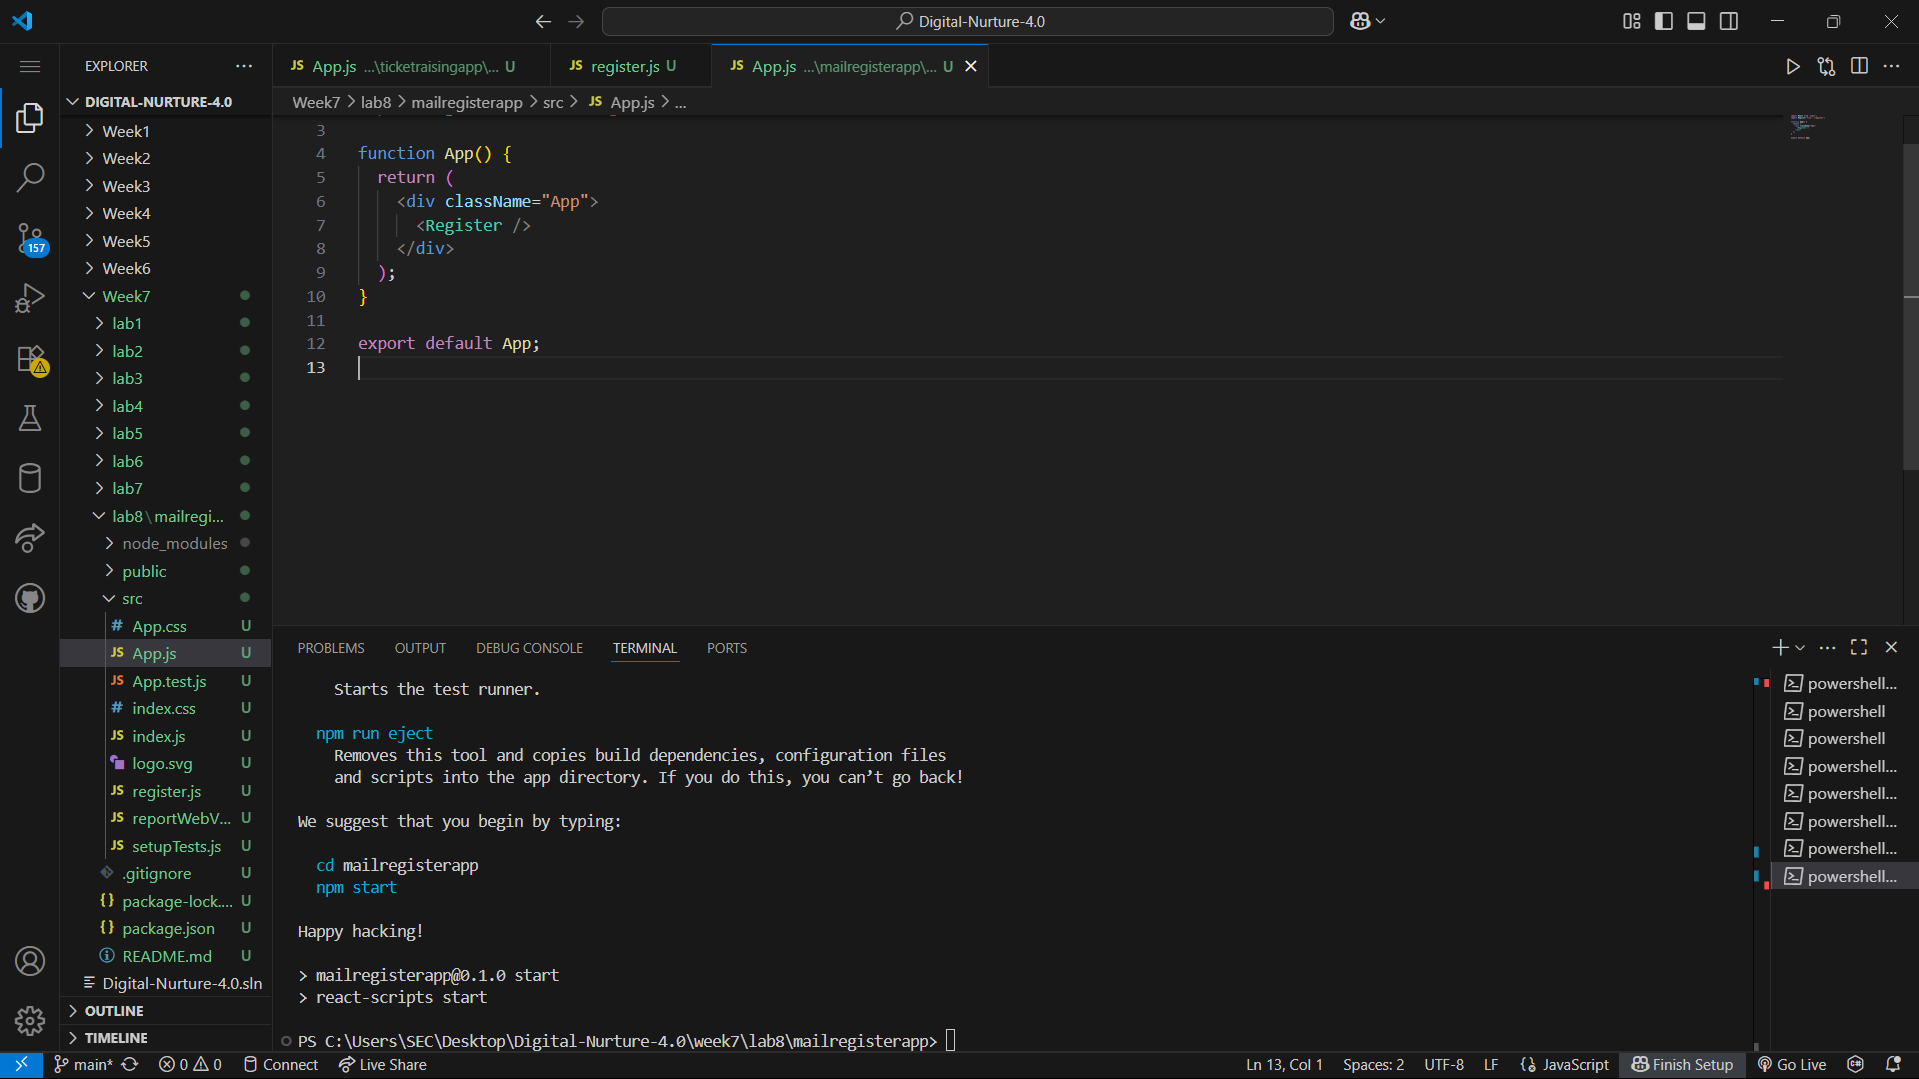 Digital-Nurture-4.0
EXPLORER
DIGITAL-NURTURE-4.0
Week1
Week2
Week3
Week4
Week5
Week6
Week7
lab1
lab2
lab3
lab4
lab5
lab6
lab7
lab8\mailregi...
node_modules
public
src
# App.css U
JS App.js U
JS App.test.js U
# index.css U
JS index.js U
logo.svg U
JS register.js U
JS reportWebV... U
JS setupTests.js U
.gitignore U
{} package-lock.... U
{} package.json U
README.md U
Digital-Nurture-4.0.sln
OUTLINE
TIMELINE
157
JS App.js ...\ticketraisingapp\... U
JS register.js U
JS App.js ...\mailregisterapp\... U
Week7 > lab8 > mailregisterapp > src > JS App.js > ...
3
4 function App() {
5 return (
6 <div className="App">
7 <Register />
8 </div>
9 );
10 }
11
12 export default App;
13
PROBLEMS OUTPUT DEBUG CONSOLE TERMINAL PORTS
Starts the test runner.
npm run eject
Removes this tool and copies build dependencies, configuration files
and scripts into the app directory. If you do this, you can’t go back!
We suggest that you begin by typing:
cd mailregisterapp
npm start
Happy hacking!
> mailregisterapp@0.1.0 start
> react-scripts start
PS C:\Users\SEC\Desktop\Digital-Nurture-4.0\week7\lab8\mailregisterapp>
powershell...
powershell
powershell
powershell...
powershell...
powershell...
powershell...
powershell...
main* 0 0 Connect Live Share
Ln 13, Col 1 Spaces: 2 UTF-8 LF {} JavaScript Finish Setup Go Live